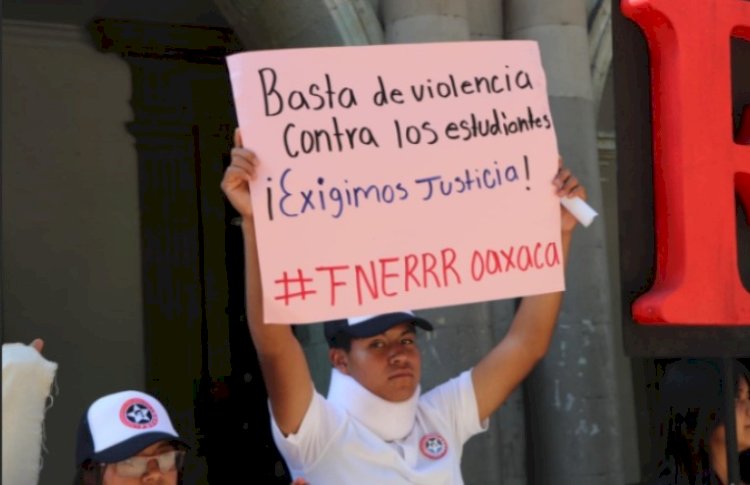 Basta de violencia
contra los estudiantes
¡Exigimos Justicia!
#FNERRR oaxaca